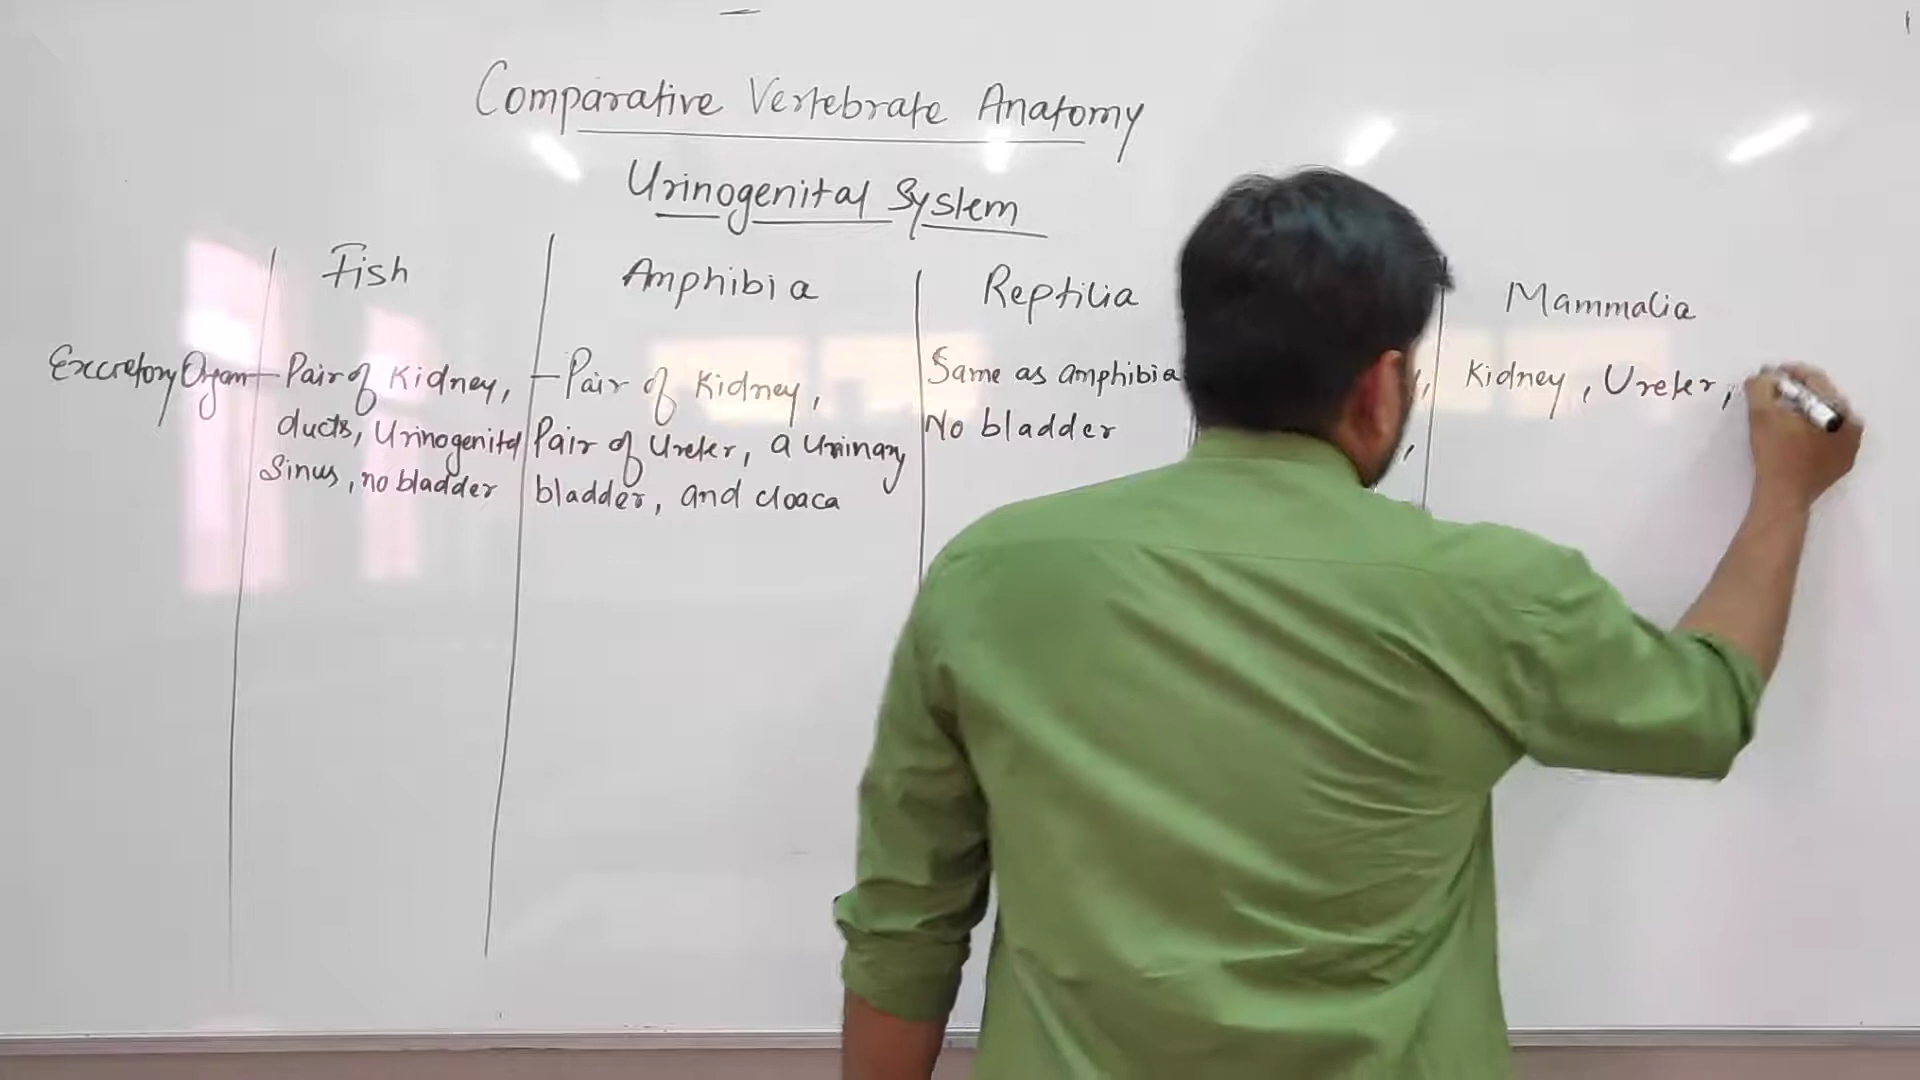 Comparative Vertebrate Anatomy
Urinogenital System
Fish
Amphibia
Reptilia
Mammalia
Excretory Organ
Pair of Kidney,
ducts, Urinogenital
Sinus, no bladder
Pair of Kidney,
Pair of Ureter, a Urinary
bladder, and cloaca
Same as amphibia
No bladder
Kidney, Ureter,